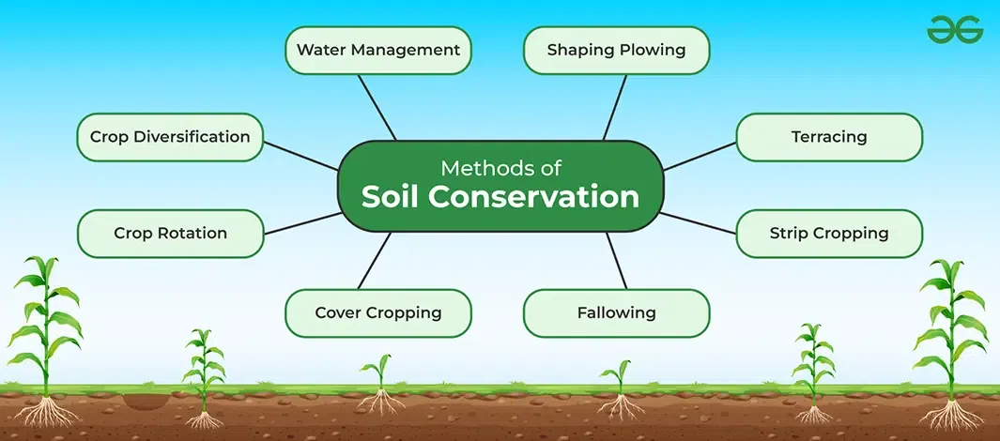 Water Management
Shaping Plowing
Crop Diversification
Terracing
Methods of
Soil Conservation
Crop Rotation
Strip Cropping
Cover Cropping
Fallowing